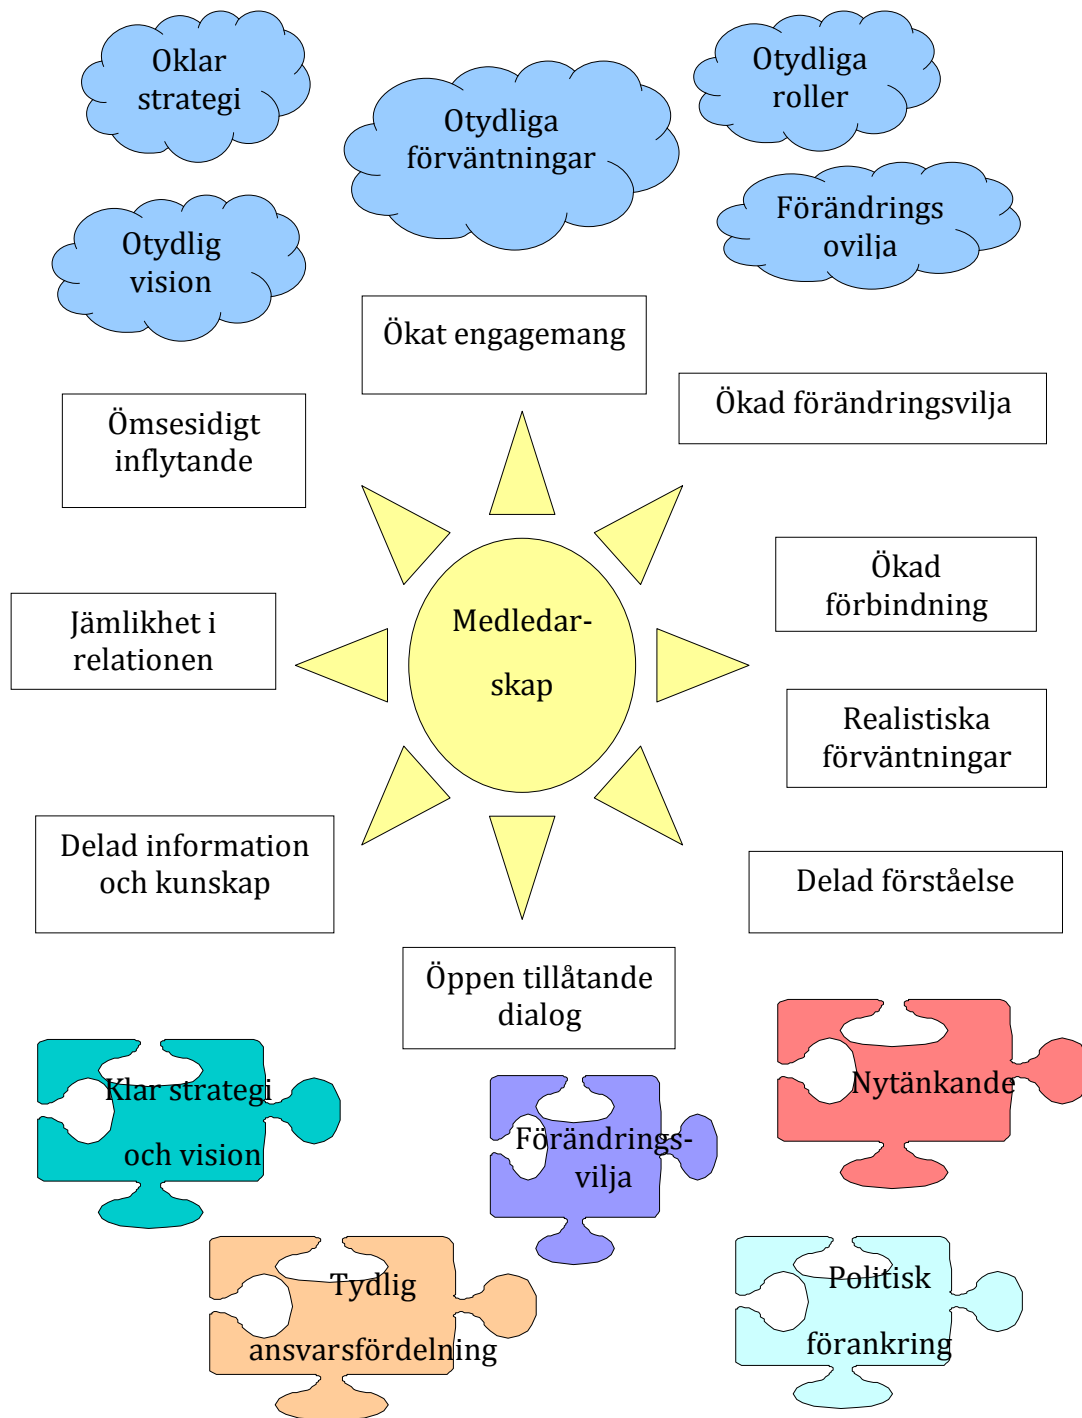 Oklar
strategi
Otydliga
förväntningar
Otydliga
roller
Otydlig
vision
Förändrings
ovilja
Ökat engagemang
Ökad förändringsvilja
Ömsesidigt
inflytande
Ökad
förbindning
Jämlikhet i
relationen
Medledar-
skap
Realistiska
förväntningar
Delad information
och kunskap
Delad förståelse
Öppen tillåtande
dialog
Klar strategi
och vision
Förändrings-
vilja
Nytänkande
Tydlig
ansvarsfördelning
Politisk
förankring